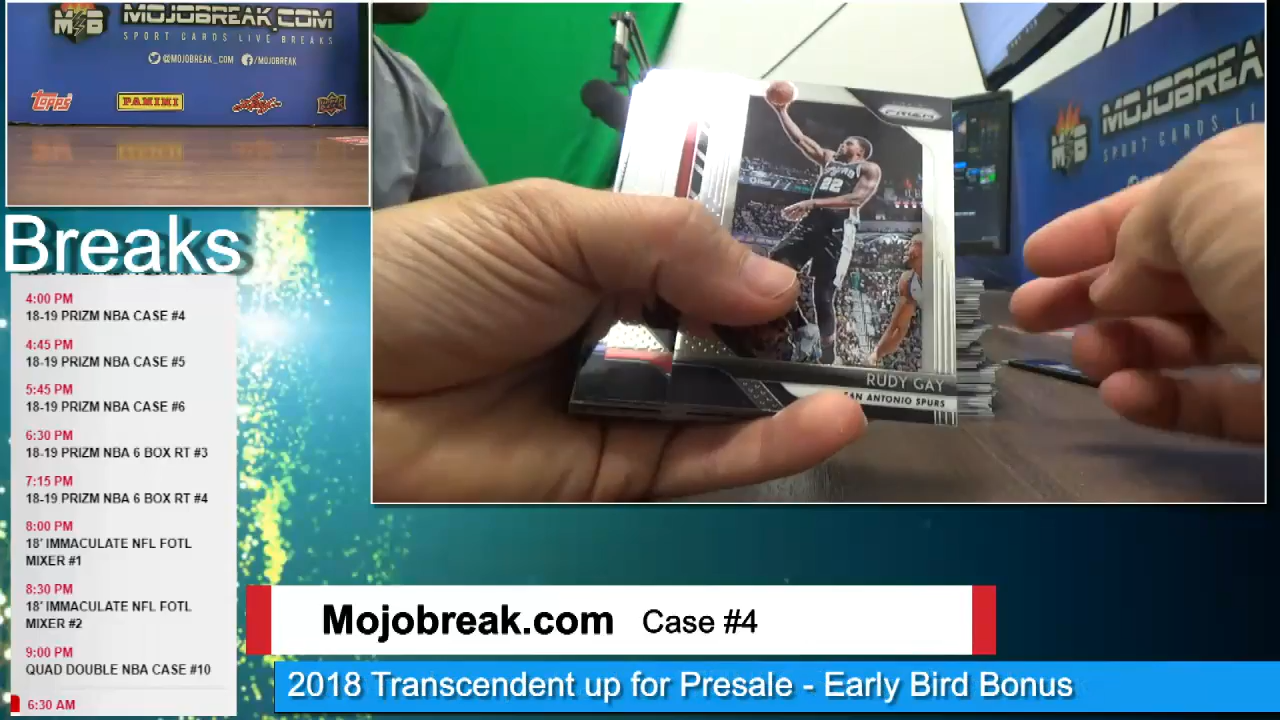 MOJOBREAK.COM
SPORT CARDS LIVE BREAKS
@MOJOBREAK_COM /MOJOBREAK
TOPPS
PANINI
Leaf
MB
MOJOBREA
SPORT CARDS LI
PRIZM
SPURS
22
RUDY GAY
SAN ANTONIO SPURS
Breaks
4:00 PM
18-19 PRIZM NBA CASE #4
4:45 PM
18-19 PRIZM NBA CASE #5
5:45 PM
18-19 PRIZM NBA CASE #6
6:30 PM
18-19 PRIZM NBA 6 BOX RT #3
7:15 PM
18-19 PRIZM NBA 6 BOX RT #4
8:00 PM
18' IMMACULATE NFL FOTL
MIXER #1
8:30 PM
18' IMMACULATE NFL FOTL
MIXER #2
9:00 PM
QUAD DOUBLE NBA CASE #10
6:30 AM
Mojobreak.com Case #4
2018 Transcendent up for Presale - Early Bird Bonus